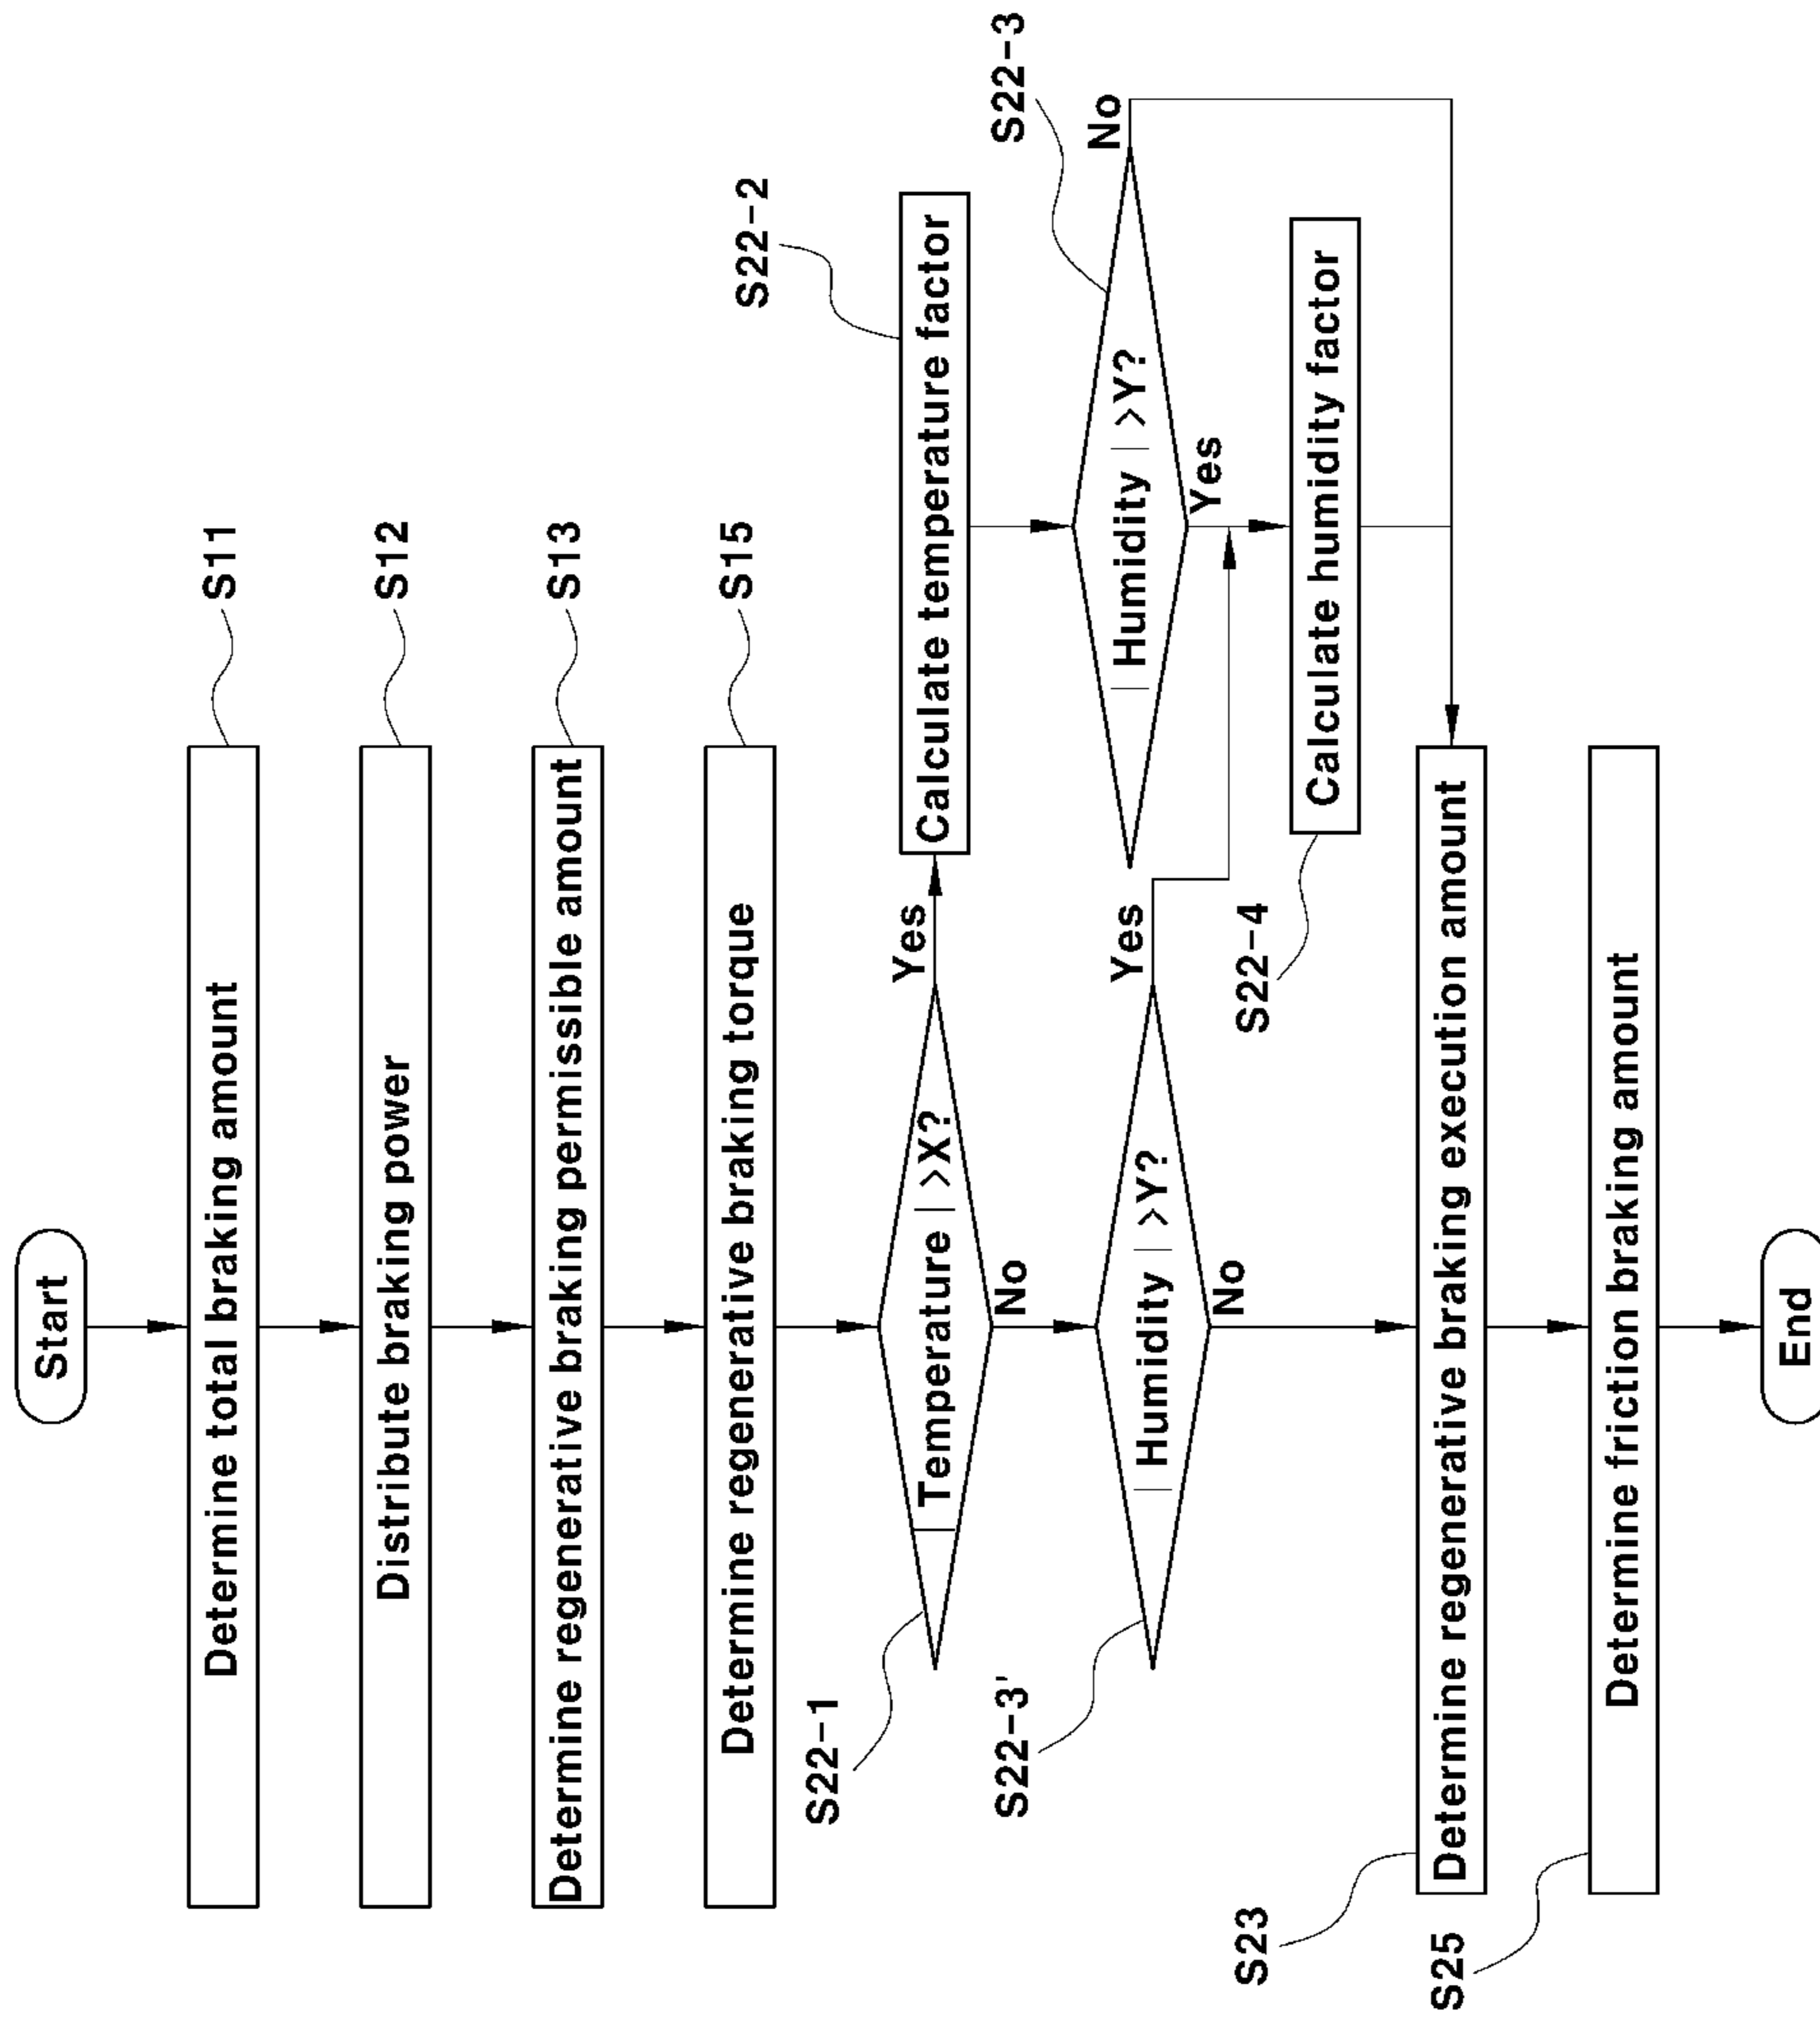 Start
Determine total braking amount
S11
Distribute braking power
S12
Determine regenerative braking permissible amount
S13
Determine regenerative braking torque
S15
S22-1
| Temperature | >X?
Yes
No
Calculate temperature factor
S22-2
S22-3'
| Humidity | >Y?
Yes
No
| Humidity | >Y?
S22-3
No
Yes
Calculate humidity factor
S22-4
Determine regenerative braking execution amount
S23
Determine friction braking amount
S25
End